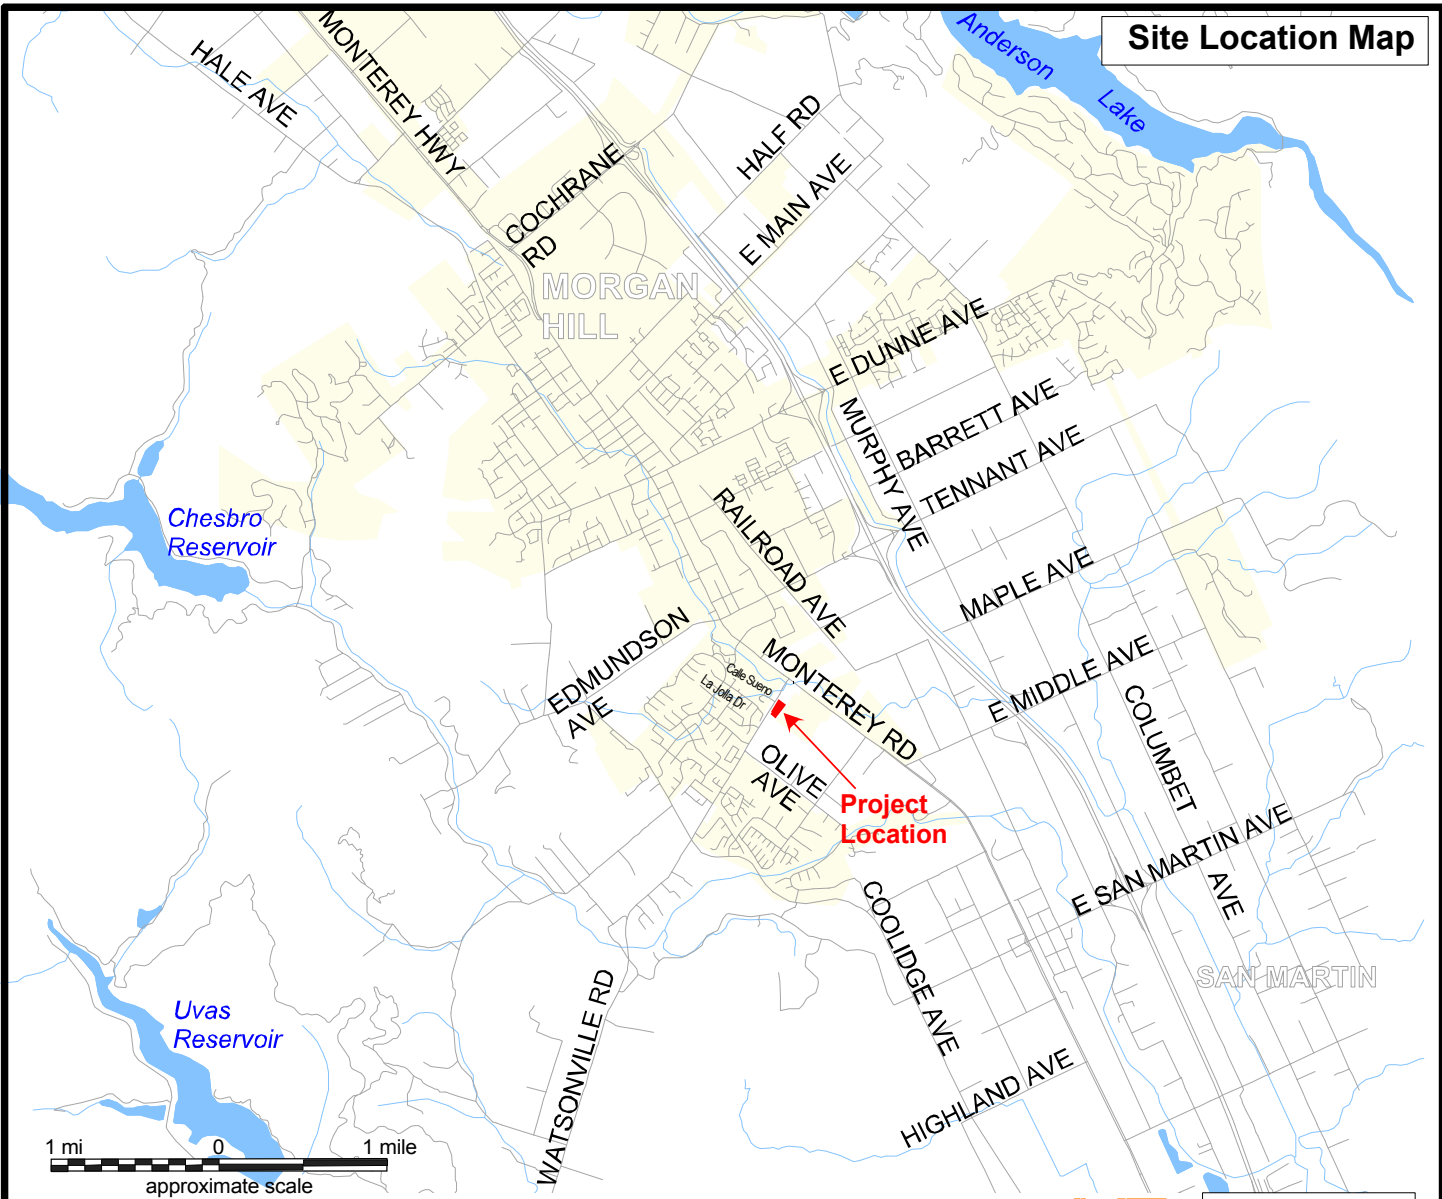 Site Location Map
Anderson
Lake
MONTEREY HWY
HALE AVE
HALF RD
COCHRANE
RD
E MAIN AVE
MORGAN
HILL
E DUNNE AVE
BARRETT AVE
MURPHY AVE
TENNANT AVE
RAILROAD AVE
Chesbro
Reservoir
MAPLE AVE
EDMUNDSON
AVE
MONTEREY RD
E MIDDLE AVE
Calle Sueno
La Jolla Dr
COLUMBET
AVE
OLIVE
AVE
Project
Location
E SAN MARTIN AVE
COOLIDGE AVE
SAN MARTIN
WATSONVILLE RD
Uvas
Reservoir
HIGHLAND AVE
1 mi 0 1 mile
approximate scale